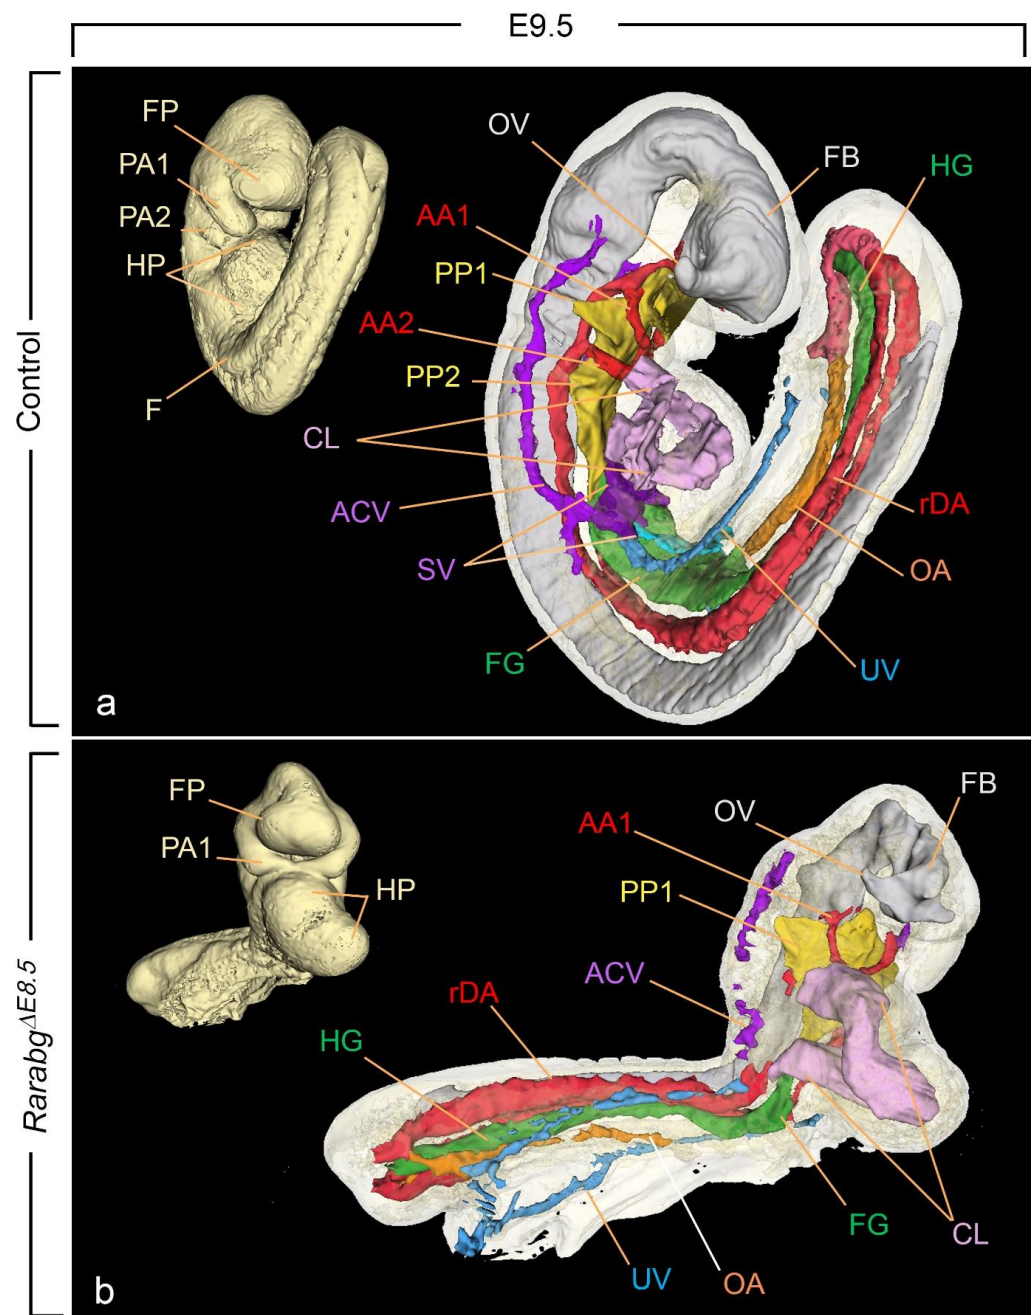 E9.5
Control
FP
PA1
PA2
HP
F
OV
FB
HG
AA1
PP1
AA2
PP2
CL
ACV
SV
FG
rDA
OA
UV
a
Rarabg^ΔE8.5
FP
PA1
HP
OV
FB
AA1
PP1
ACV
rDA
HG
FG
CL
UV
OA
b